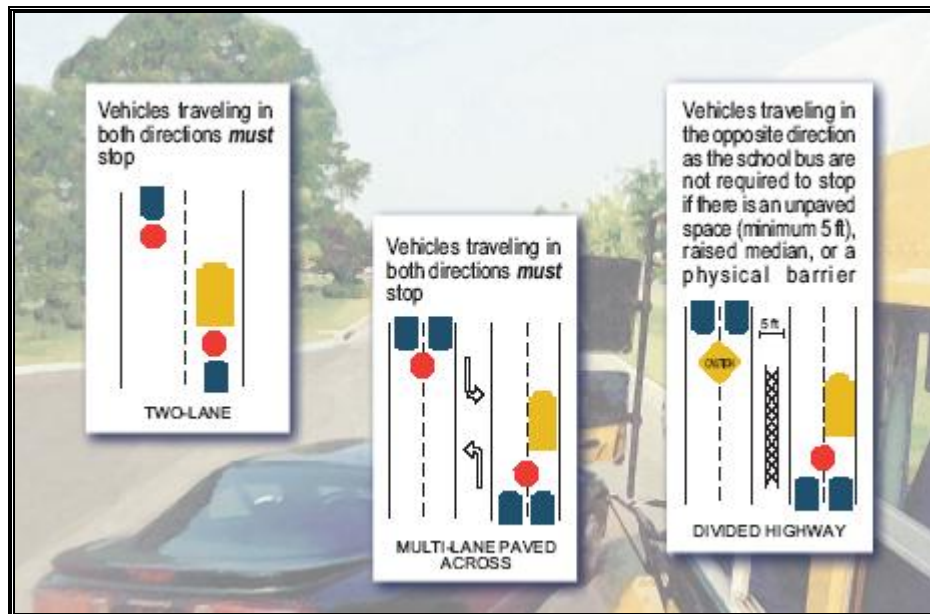 Vehicles traveling in
both directions must
stop
TWO-LANE
Vehicles traveling in
both directions must
stop
MULTI-LANE PAVED
ACROSS
Vehicles traveling in
the opposite direction
as the school bus are
not required to stop
if there is an unpaved
space (minimum 5 ft),
raised median, or a
physical barrier
5 ft
CAUTION
DIVIDED HIGHWAY